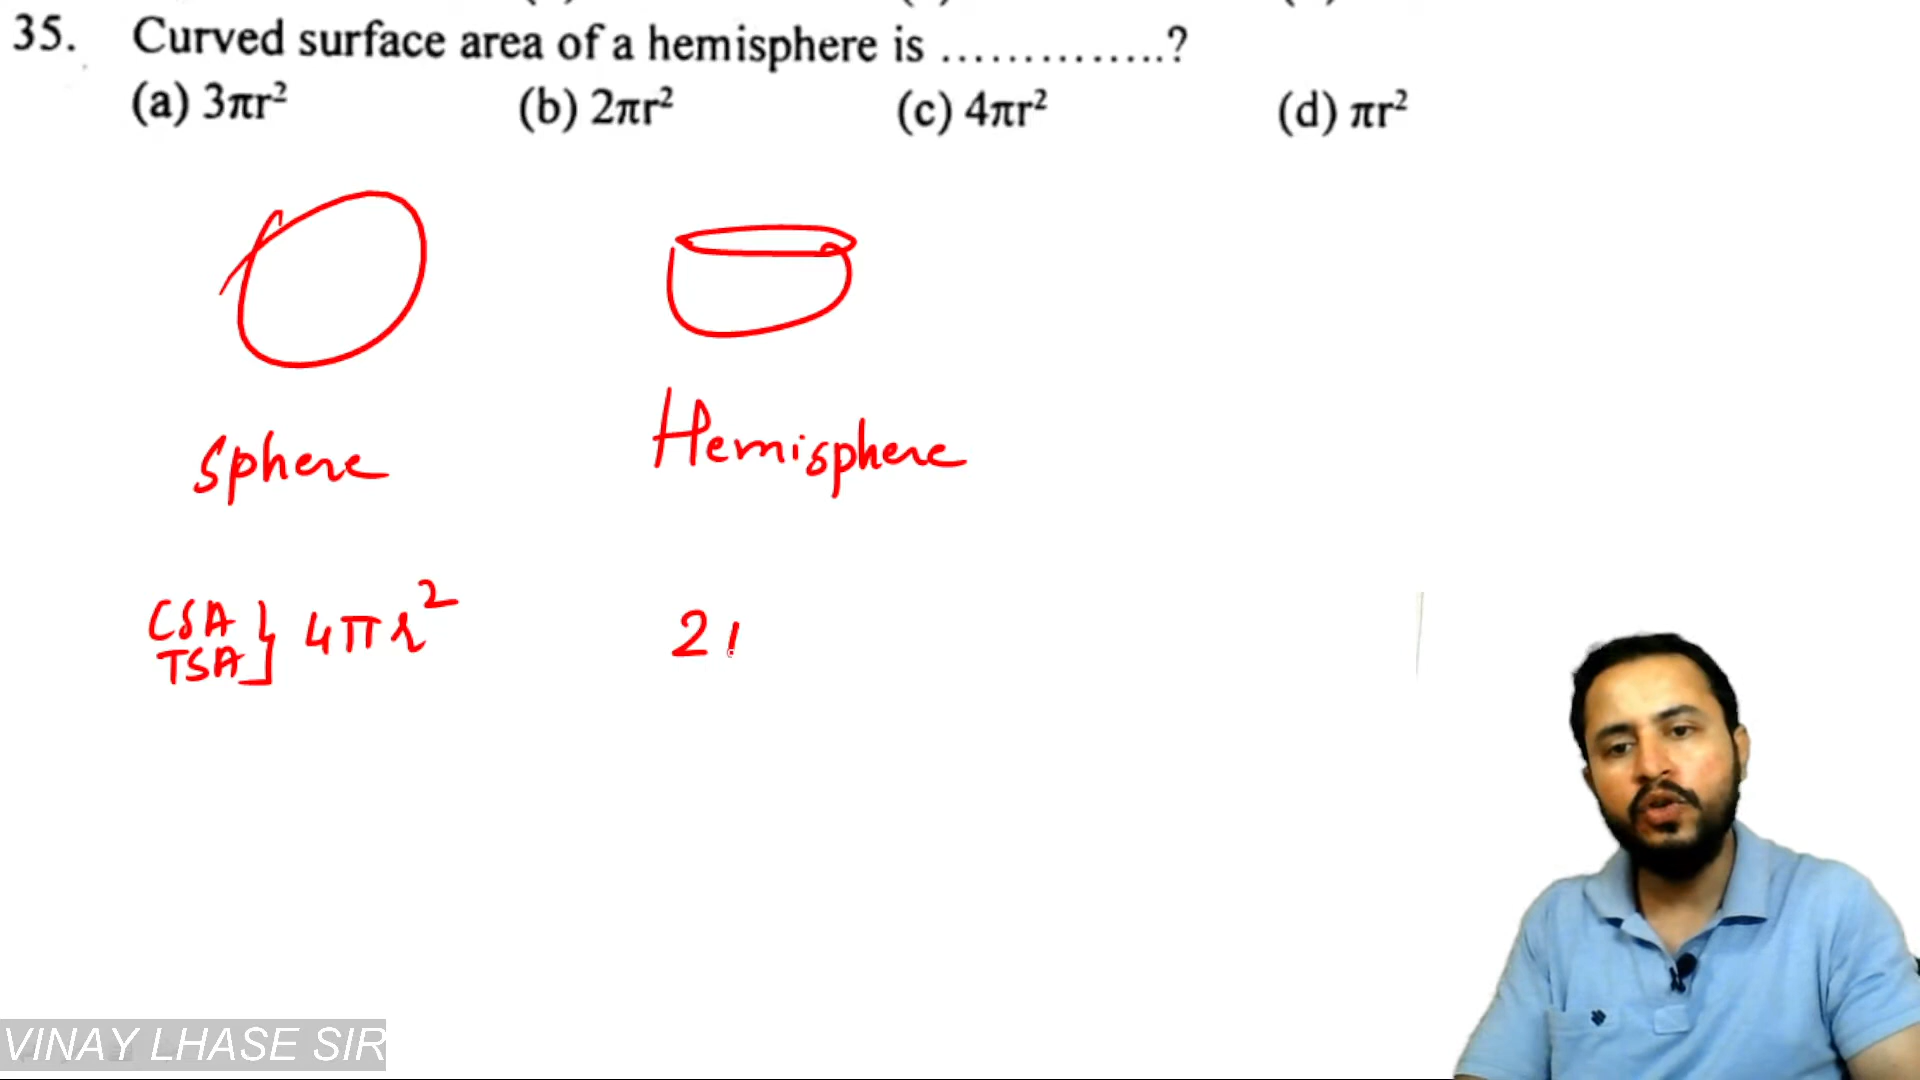 35. Curved surface area of a hemisphere is ..............?
(a) 3πr² (b) 2πr² (c) 4πr² (d) πr²
Sphere Hemisphere
CSA
TSA } 4πr² 2
VINAY LHASE SIR